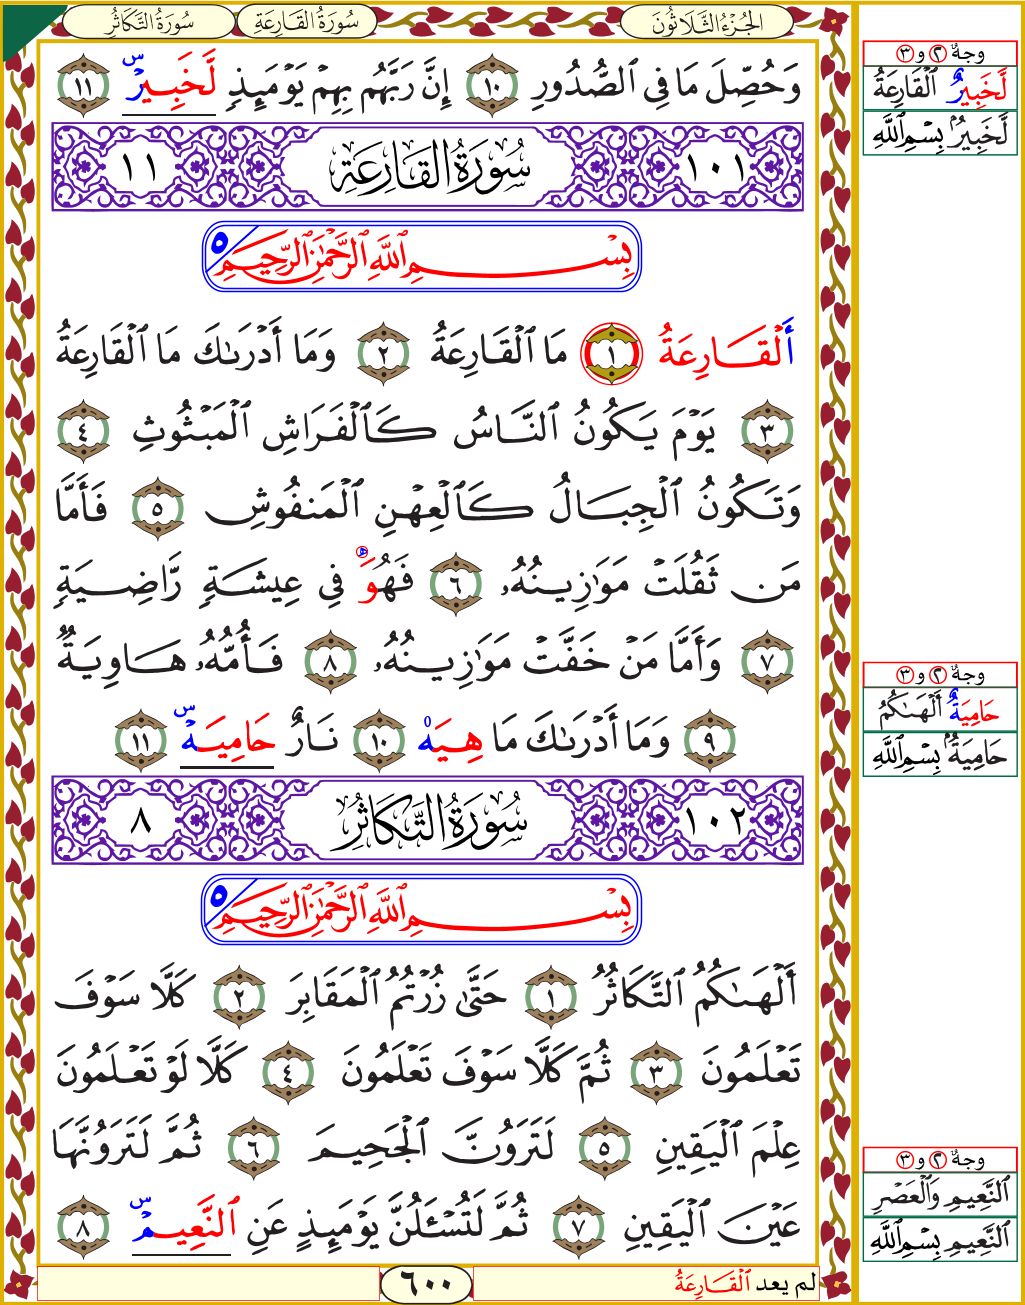 الجُزْءُ الثَّلَاثُونَ
سُورَةُ القَارِعَةِ
سُورَةُ التَّكَاثُرُ
وَحُصِّلَ مَا فِي ٱلصُّدُورِ ١٠ إِنَّ رَبَّهُم بِهِمۡ يَوۡمَئِذٖ لَّخَبِيرٞۜ ١١
١٠١ سُورَةُ القَارِعَةِ ١١
بِسۡمِ ٱللَّهِ ٱلرَّحۡمَٰنِ ٱلرَّحِيمِ ٥
أَلۡقَارِعَةُ ١ مَا ٱلۡقَارِعَةُ ٢ وَمَآ أَدۡرَىٰكَ مَا ٱلۡقَارِعَةُ
٣ يَوۡمَ يَكُونُ ٱلنَّاسُ كَٱلۡفَرَاشِ ٱلۡمَبۡثُوثِ ٤
وَتَكُونُ ٱلۡجِبَالُ كَٱلۡعِهۡنِ ٱلۡمَنفُوشِ ٥ فَأَمَّا
مَن ثَقُلَتۡ مَوَٰزِينُهُۥ ٦ فَهُوَ فِي عِيشَةٖ رَّاضِيَةٖ
٧ وَأَمَّا مَنۡ خَفَّتۡ مَوَٰزِينُهُۥ ٨ فَأُمُّهُۥ هَاوِيَةٞ
٩ وَمَآ أَدۡرَىٰكَ مَا هِيَهۡ ١٠ نَارٌ حَامِيَةٞۜ ١١
١٠٢ سُورَةُ التَّكَاثُرُ ٨
بِسۡمِ ٱللَّهِ ٱلرَّحۡمَٰنِ ٱلرَّحِيمِ ٥
أَلۡهَىٰكُمُ ٱلتَّكَاثُرُ ١ حَتَّىٰ زُرۡتُمُ ٱلۡمَقَابِرَ ٢ كَلَّا سَوۡفَ
تَعۡلَمُونَ ٣ ثُمَّ كَلَّا سَوۡفَ تَعۡلَمُونَ ٤ كَلَّا لَوۡ تَعۡلَمُونَ
عِلۡمَ ٱلۡيَقِينِ ٥ لَتَرَوُنَّ ٱلۡجَحِيمَ ٦ ثُمَّ لَتَرَوُنَّهَا
عَيۡنَ ٱلۡيَقِينِ ٧ ثُمَّ لَتُسۡـَٔلُنَّ يَوۡمَئِذٍ عَنِ ٱلنَّعِيمِۜ ٨
لم يعد ٱلۡقَارِعَةُ
٦٠٠
وجهُ ٢ و ٣
لَّخَبِيرٌ ٱلۡقَارِعَةُ
لَّخَبِيرُۢ بِسۡمِ ٱللَّهِ
وجهُ ٢ و ٣
حَامِيَةٌ أَلۡهَىٰكُمُ
حَامِيَةُۢ بِسۡمِ ٱللَّهِ
وجهُ ٢ و ٣
ٱلنَّعِيمِ وَٱلۡعَصۡرِ
ٱلنَّعِيمِ بِسۡمِ ٱللَّهِ